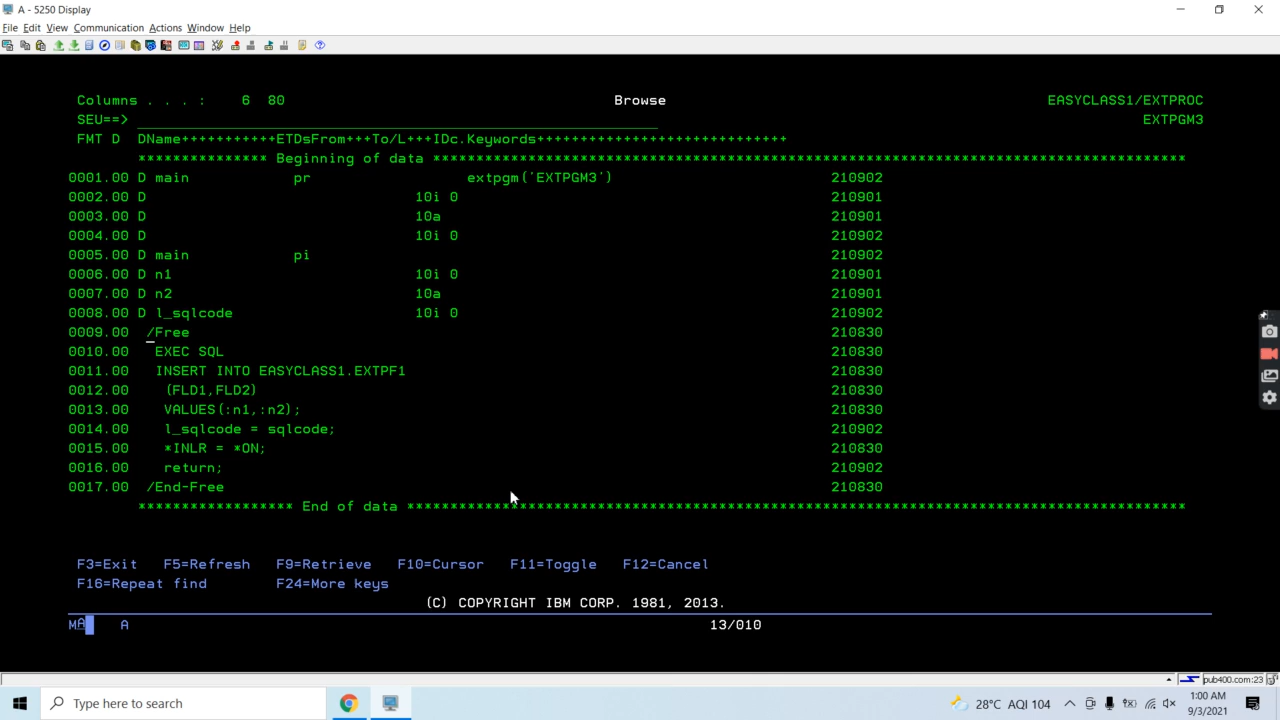 A - 5250 Display
File Edit View Communication Actions Window Help
Columns . . . : 6 80 Browse EASYCLASS1/EXTPROC
SEU==> EXTPGM3
FMT D DName+++++++++++ETDsFrom+++To/L+++IDc.Keywords+++++++++++++++++++++++++++++
*************** Beginning of data ***************************************************************************************
0001.00 D main pr extpgm('EXTPGM3') 210902
0002.00 D 10i 0 210901
0003.00 D 10a 210901
0004.00 D 10i 0 210902
0005.00 D main pi 210902
0006.00 D n1 10i 0 210901
0007.00 D n2 10a 210901
0008.00 D l_sqlcode 10i 0 210902
0009.00 /Free 210830
0010.00 EXEC SQL 210830
0011.00 INSERT INTO EASYCLASS1.EXTPF1 210830
0012.00 (FLD1,FLD2) 210830
0013.00 VALUES(:n1,:n2); 210830
0014.00 l_sqlcode = sqlcode; 210902
0015.00 *INLR = *ON; 210830
0016.00 return; 210902
0017.00 /End-Free 210830
****************** End of data ******************************************************************************************
F3=Exit F5=Refresh F9=Retrieve F10=Cursor F11=Toggle F12=Cancel
F16=Repeat find F24=More keys
(C) COPYRIGHT IBM CORP. 1981, 2013.
MA A 13/010
pub400.com:23
Type here to search 28°C AQI 104 1:00 AM
9/3/2021